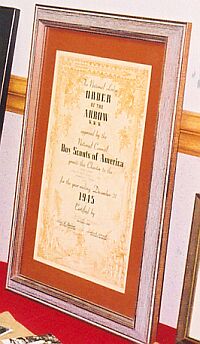 The National Lodge
ORDER
OF THE
ARROW
approved by the
National Council
Boy Scouts of America
grants this Charter to the
for the year ending December 31
1945
Certified by